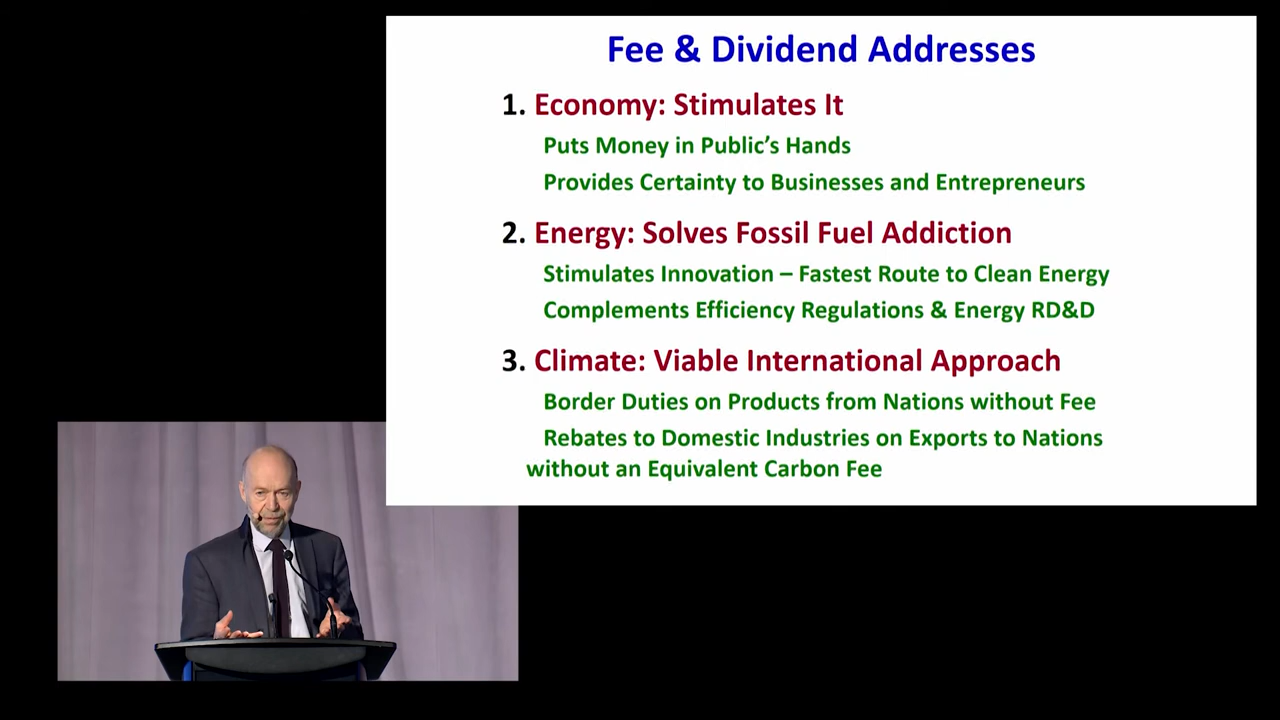 Fee & Dividend Addresses
1. Economy: Stimulates It
Puts Money in Public’s Hands
Provides Certainty to Businesses and Entrepreneurs
2. Energy: Solves Fossil Fuel Addiction
Stimulates Innovation – Fastest Route to Clean Energy
Complements Efficiency Regulations & Energy RD&D
3. Climate: Viable International Approach
Border Duties on Products from Nations without Fee
Rebates to Domestic Industries on Exports to Nations
without an Equivalent Carbon Fee